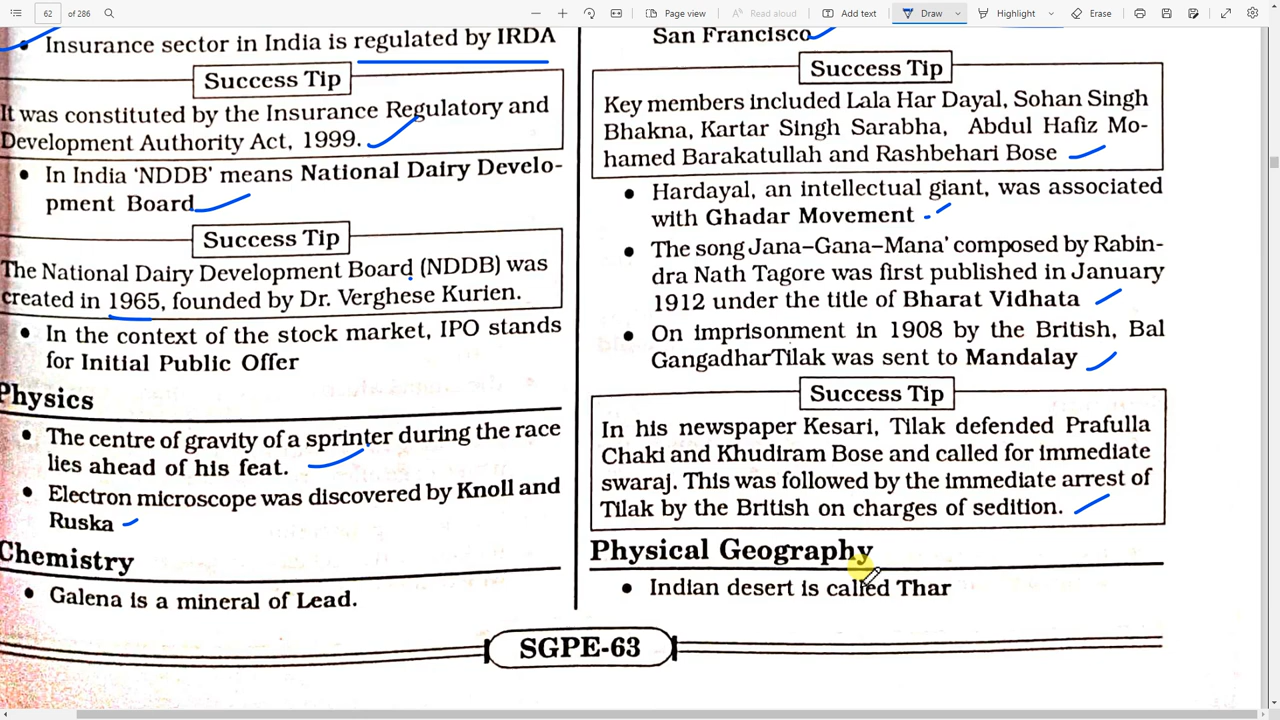 62 of 286
Page view
Read aloud
Add text
Draw
Highlight
Erase
• Insurance sector in India is regulated by IRDA
Success Tip
It was constituted by the Insurance Regulatory and
Development Authority Act, 1999.
• In India ‘NDDB’ means National Dairy Develo-
pment Board
Success Tip
The National Dairy Development Board (NDDB) was
created in 1965, founded by Dr. Verghese Kurien.
• In the context of the stock market, IPO stands
for Initial Public Offer
Physics
• The centre of gravity of a sprinter during the race
lies ahead of his feat.
• Electron microscope was discovered by Knoll and
Ruska
Chemistry
• Galena is a mineral of Lead.
San Francisco
Success Tip
Key members included Lala Har Dayal, Sohan Singh
Bhakna, Kartar Singh Sarabha, Abdul Hafiz Mo-
hamed Barakatullah and Rashbehari Bose
• Hardayal, an intellectual giant, was associated
with Ghadar Movement
• The song Jana–Gana–Mana’ composed by Rabin-
dra Nath Tagore was first published in January
1912 under the title of Bharat Vidhata
• On imprisonment in 1908 by the British, Bal
GangadharTilak was sent to Mandalay
Success Tip
In his newspaper Kesari, Tilak defended Prafulla
Chaki and Khudiram Bose and called for immediate
swaraj. This was followed by the immediate arrest of
Tilak by the British on charges of sedition.
Physical Geography
• Indian desert is called Thar
SGPE-63